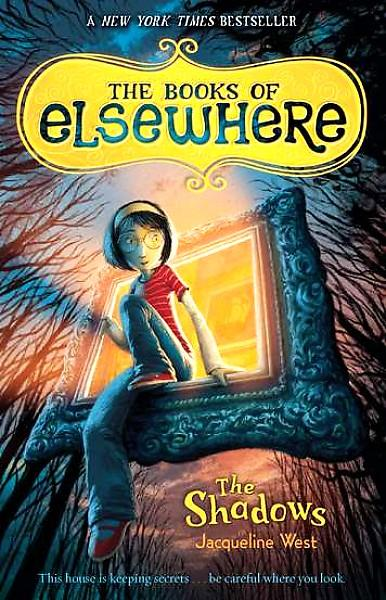 A NEW YORK TIMES BESTSELLER
THE BOOKS OF
ELSEWHERE
The
Shadows
Jacqueline West
This house is keeping secrets . . . be careful where you look.